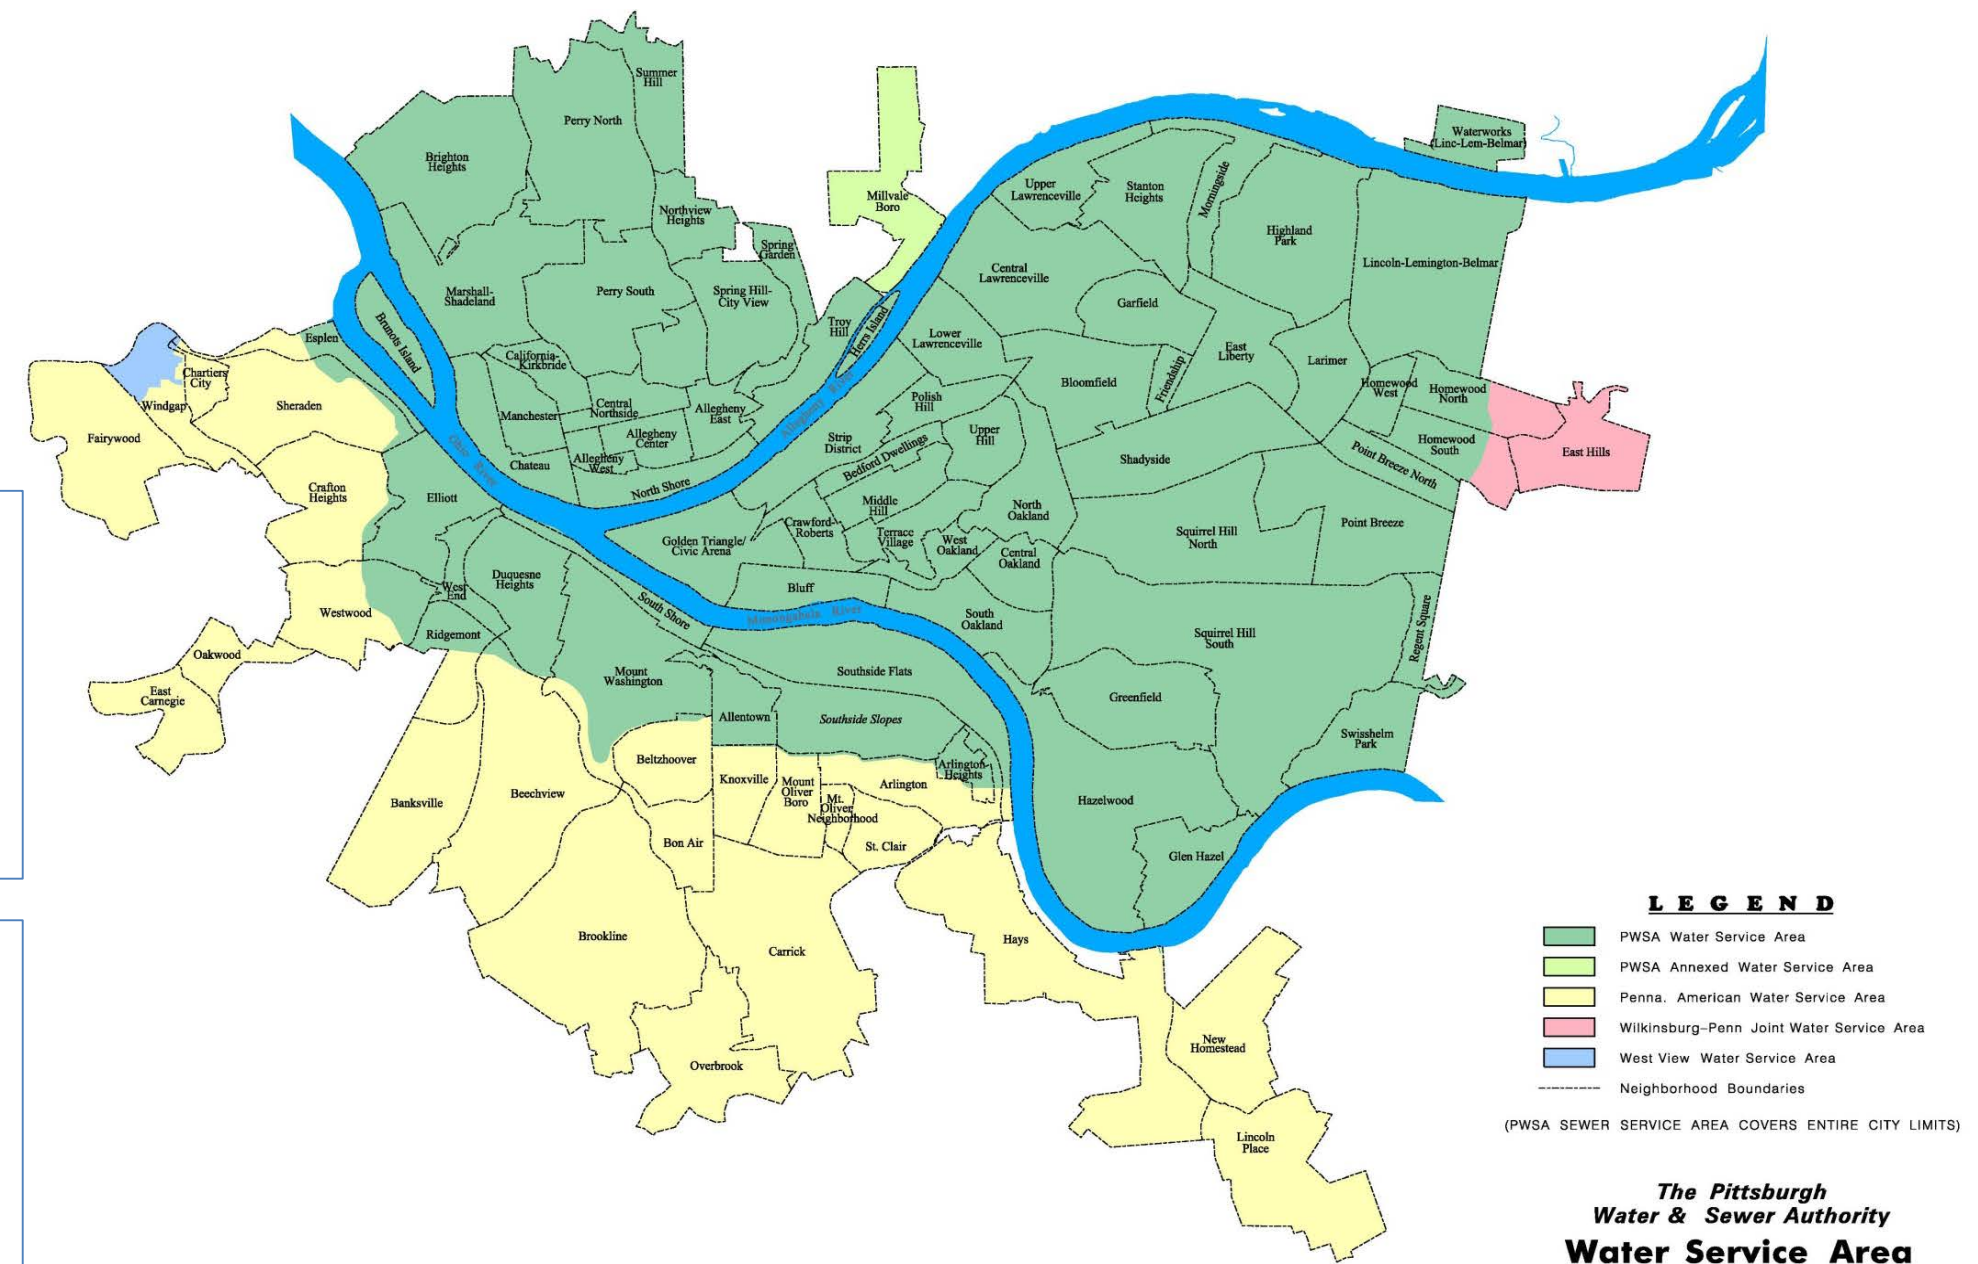 Summer
Hill
Perry North
Brighton
Heights
Waterworks
(Linc-Lem-Belmar)
Northview
Heights
Millvale
Boro
Upper
Lawrenceville
Stanton
Heights
Morningside
Highland
Park
Spring
Garden
Marshall-
Shadeland
Perry South
Spring Hill-
City View
Central
Lawrenceville
Garfield
Lincoln-Lemington-Belmar
Esplen
Brunots Island
Troy
Hill
Herrs Island
Lower
Lawrenceville
California-
Kirkbride
East
Liberty
Larimer
Friendship
Bloomfield
Chartiers
City
Windgap
Sheraden
Fairywood
Manchester
Central
Northside
Allegheny
East
Allegheny
Center
Allegheny
West
Chateau
North Shore
Allegheny River
Ohio River
Polish
Hill
Strip
District
Bedford Dwellings
Upper
Hill
Homewood
West
Homewood
North
Homewood
South
East Hills
Shadyside
Point Breeze North
Crafton
Heights
Elliott
Middle
Hill
North
Oakland
Golden Triangle/
Civic Arena
Crawford-
Roberts
Terrace
Village
West
Oakland
Central
Oakland
Squirrel Hill
North
Point Breeze
West
End
Duquesne
Heights
Bluff
South Shore
Monongahela River
Westwood
Ridgemont
South
Oakland
Squirrel Hill
South
Regent Square
Oakwood
East
Carnegie
Mount
Washington
Southside Flats
Greenfield
Allentown
Southside Slopes
Swisshelm
Park
Beltzhoover
Knoxville
Mount
Oliver
Boro
Mt.
Oliver
Neighborhood
Arlington
Arlington
Heights
Banksville
Beechview
Hazelwood
Bon Air
St. Clair
Glen Hazel
Brookline
Carrick
Hays
Overbrook
New
Homestead
Lincoln
Place
LEGEND
PWSA Water Service Area
PWSA Annexed Water Service Area
Penna. American Water Service Area
Wilkinsburg-Penn Joint Water Service Area
West View Water Service Area
Neighborhood Boundaries
(PWSA SEWER SERVICE AREA COVERS ENTIRE CITY LIMITS)
The Pittsburgh
Water & Sewer Authority
Water Service Area